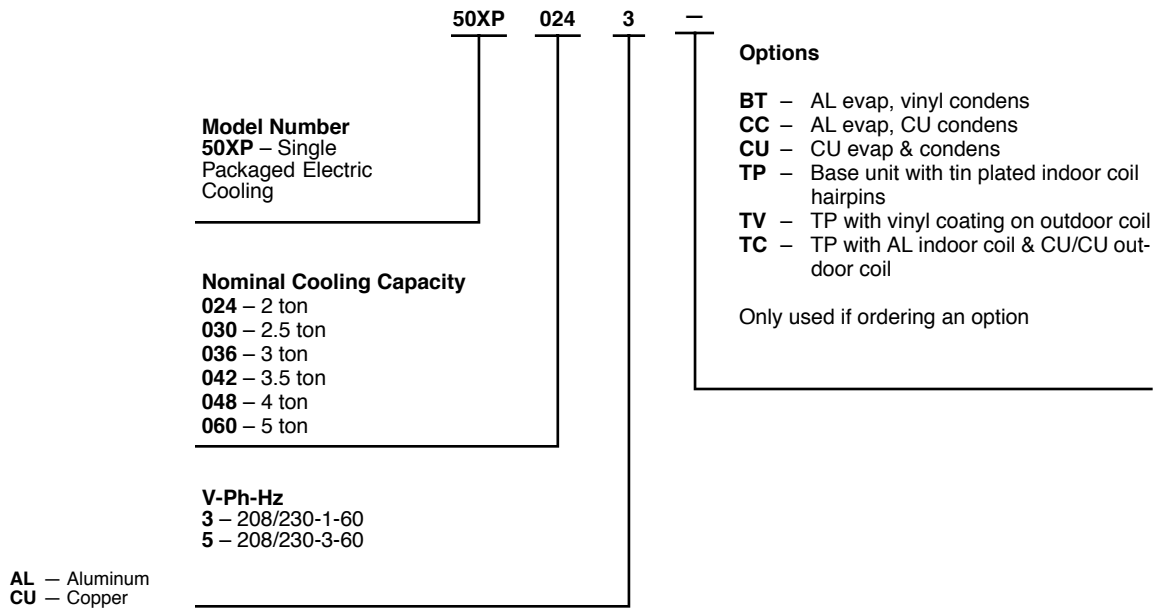 50XP 024 3 –
Options
BT – AL evap, vinyl condens
CC – AL evap, CU condens
CU – CU evap & condens
TP – Base unit with tin plated indoor coil
hairpins
TV – TP with vinyl coating on outdoor coil
TC – TP with AL indoor coil & CU/CU out-
door coil
Only used if ordering an option
Model Number
50XP – Single
Packaged Electric
Cooling
Nominal Cooling Capacity
024 – 2 ton
030 – 2.5 ton
036 – 3 ton
042 – 3.5 ton
048 – 4 ton
060 – 5 ton
V-Ph-Hz
3 – 208/230-1-60
5 – 208/230-3-60
AL — Aluminum
CU — Copper